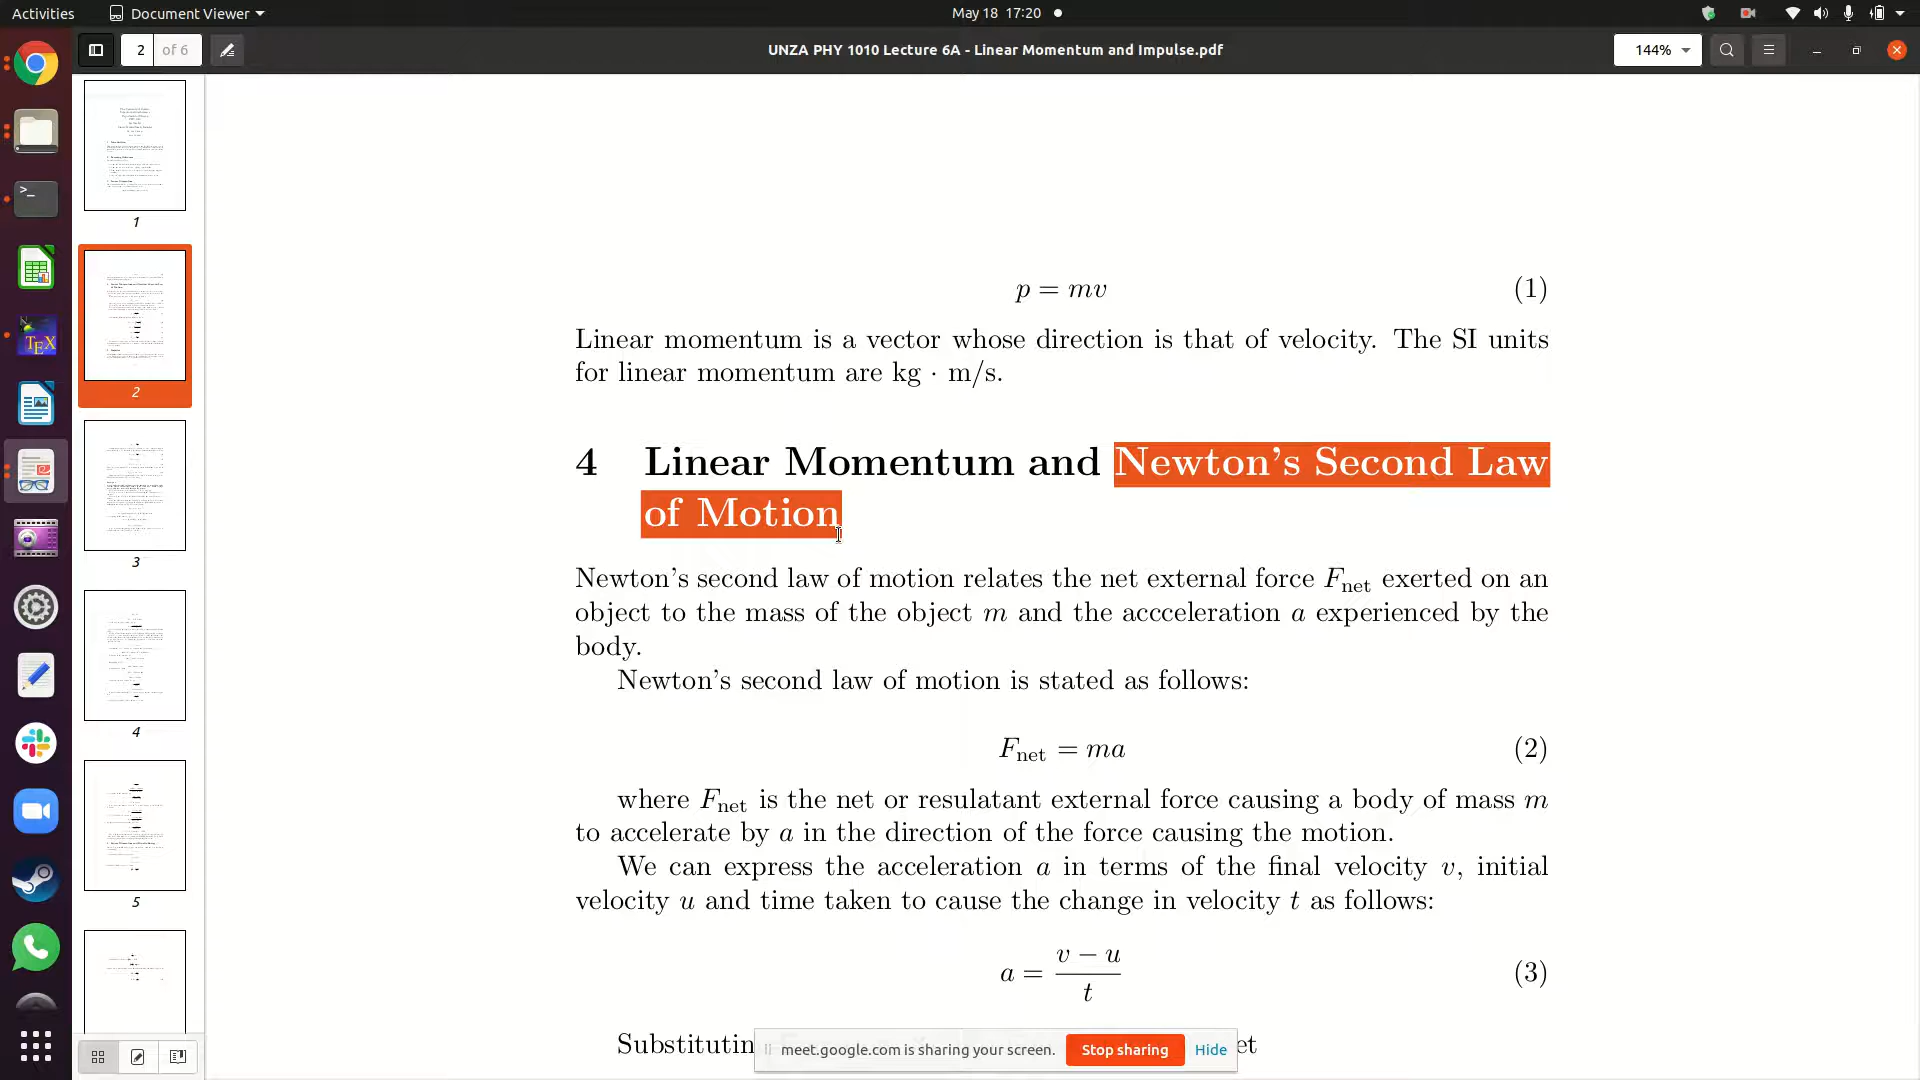 Activities
Document Viewer
May 18 17:20
2 of 6
UNZA PHY 1010 Lecture 6A - Linear Momentum and Impulse.pdf
144%
1
2
3
4
5
p = mv (1)
Linear momentum is a vector whose direction is that of velocity. The SI units
for linear momentum are kg · m/s.
4 Linear Momentum and Newton's Second Law
of Motion
Newton's second law of motion relates the net external force F_net exerted on an
object to the mass of the object m and the accceleration a experienced by the
body.
Newton's second law of motion is stated as follows:
F_net = ma (2)
where F_net is the net or resulatant external force causing a body of mass m
to accelerate by a in the direction of the force causing the motion.
We can express the acceleration a in terms of the final velocity v, initial
velocity u and time taken to cause the change in velocity t as follows:
a = (v − u)/t (3)
Substitutin
et
meet.google.com is sharing your screen. Stop sharing Hide